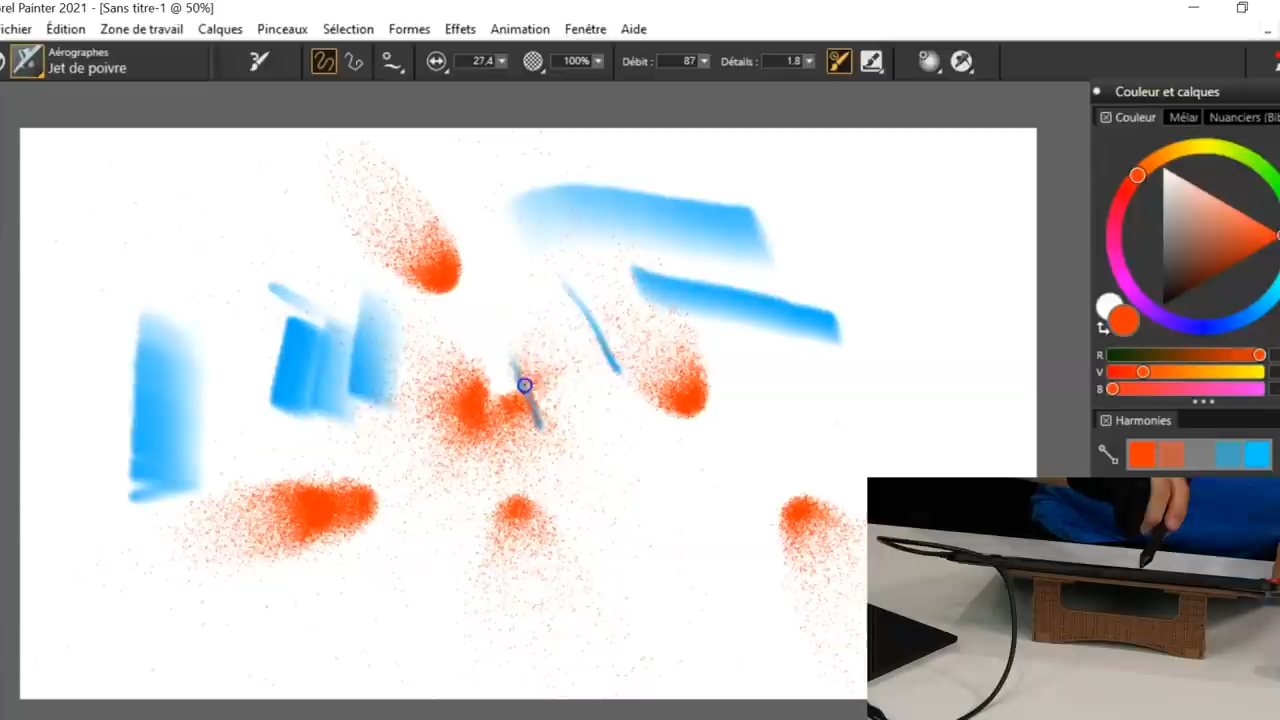 orel Painter 2021 - [Sans titre-1 @ 50%]
ichier Édition Zone de travail Calques Pinceaux Sélection Formes Effets Animation Fenêtre Aide
Aérographes
Jet de poivre
27,4 100% Débit : 87 Détails : 1.8
Couleur et calques
Couleur Mélar Nuanciers (Bib
R
V
B
Harmonies